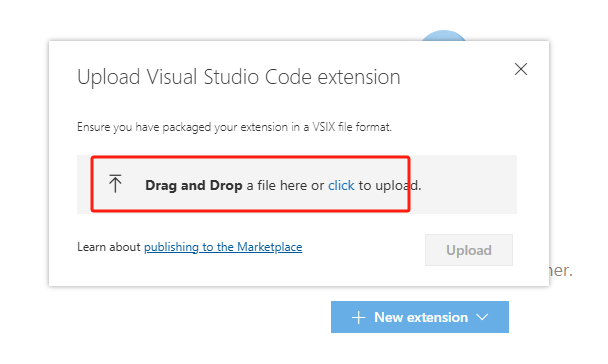 Upload Visual Studio Code extension
Ensure you have packaged your extension in a VSIX file format.
Drag and Drop a file here or click to upload.
Learn about publishing to the Marketplace
Upload
New extension